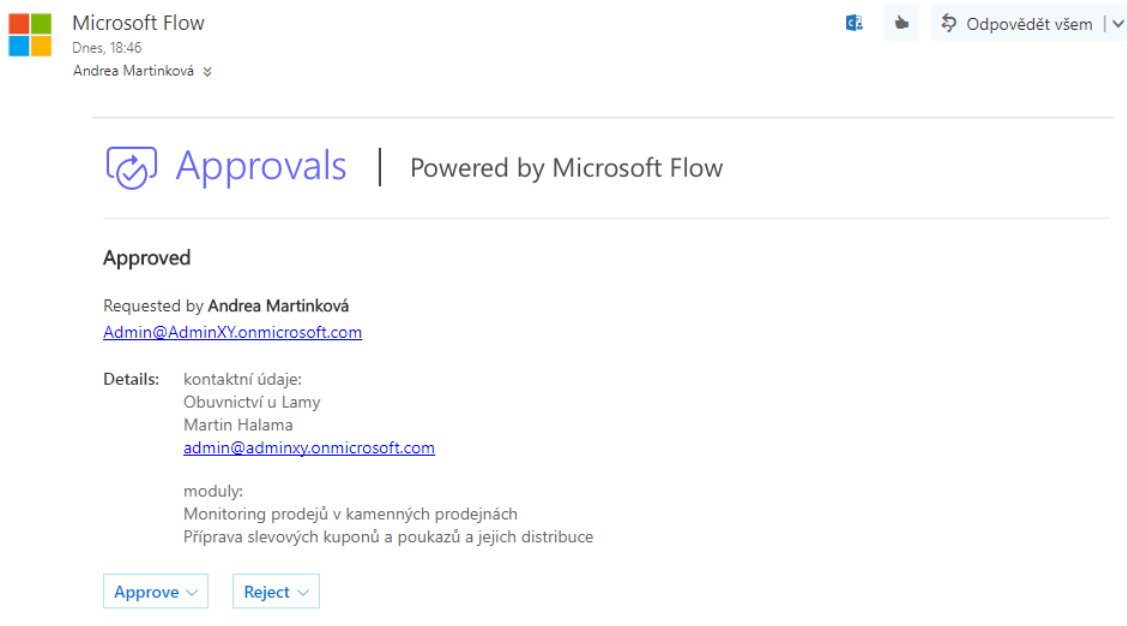 Microsoft Flow
Odpovědět všem
Dnes, 18:46
Andrea Martinková
Approvals | Powered by Microsoft Flow
Approved
Requested by Andrea Martinková
Admin@AdminXY.onmicrosoft.com
Details: kontaktní údaje:
Obuvnictví u Lamy
Martin Halama
admin@adminxy.onmicrosoft.com
moduly:
Monitoring prodejů v kamenných prodejnách
Příprava slevových kuponů a poukazů a jejich distribuce
Approve Reject